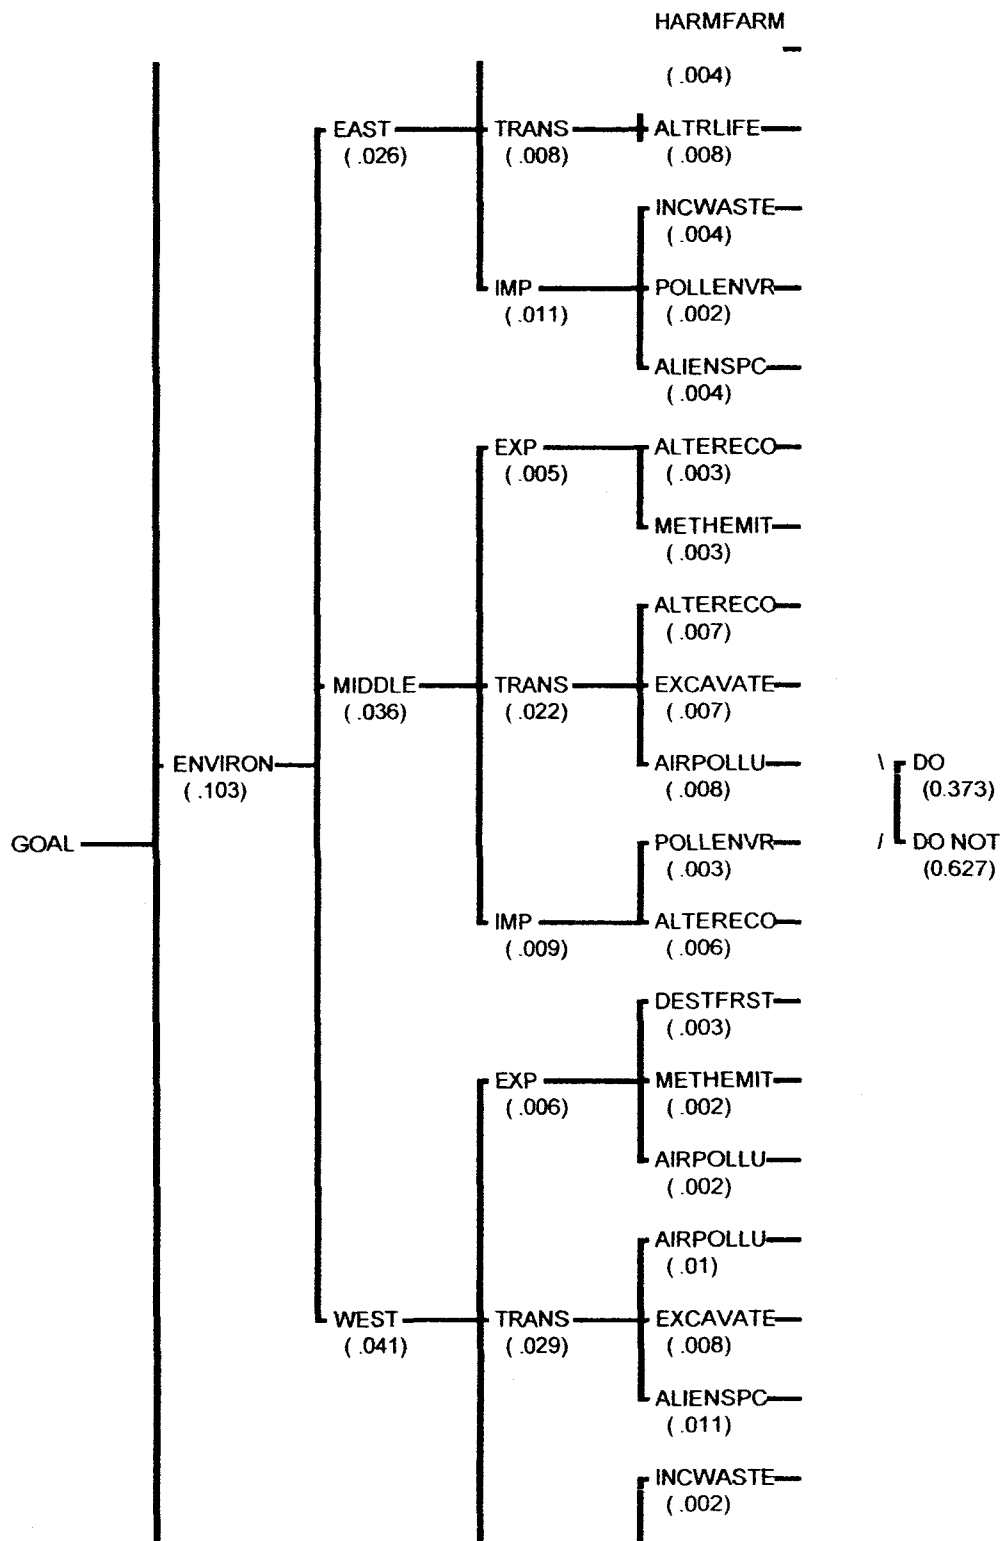 HARMFARM
( .004)
EAST TRANS ALTRLIFE
( .026) ( .008) ( .008)
INCWASTE
( .004)
IMP POLLENVR
( .011) ( .002)
ALIENSPC
( .004)
EXP ALTERECO
( .005) ( .003)
METHEMIT
( .003)
ALTERECO
( .007)
MIDDLE TRANS EXCAVATE
( .036) ( .022) ( .007)
ENVIRON AIRPOLLU \ DO
( .103) ( .008) (0.373)
GOAL POLLENVR / DO NOT
( .003) (0.627)
IMP ALTERECO
( .009) ( .006)
DESTFRST
( .003)
EXP METHEMIT
( .006) ( .002)
AIRPOLLU
( .002)
AIRPOLLU
( .01)
WEST TRANS EXCAVATE
( .041) ( .029) ( .008)
ALIENSPC
( .011)
INCWASTE
( .002)